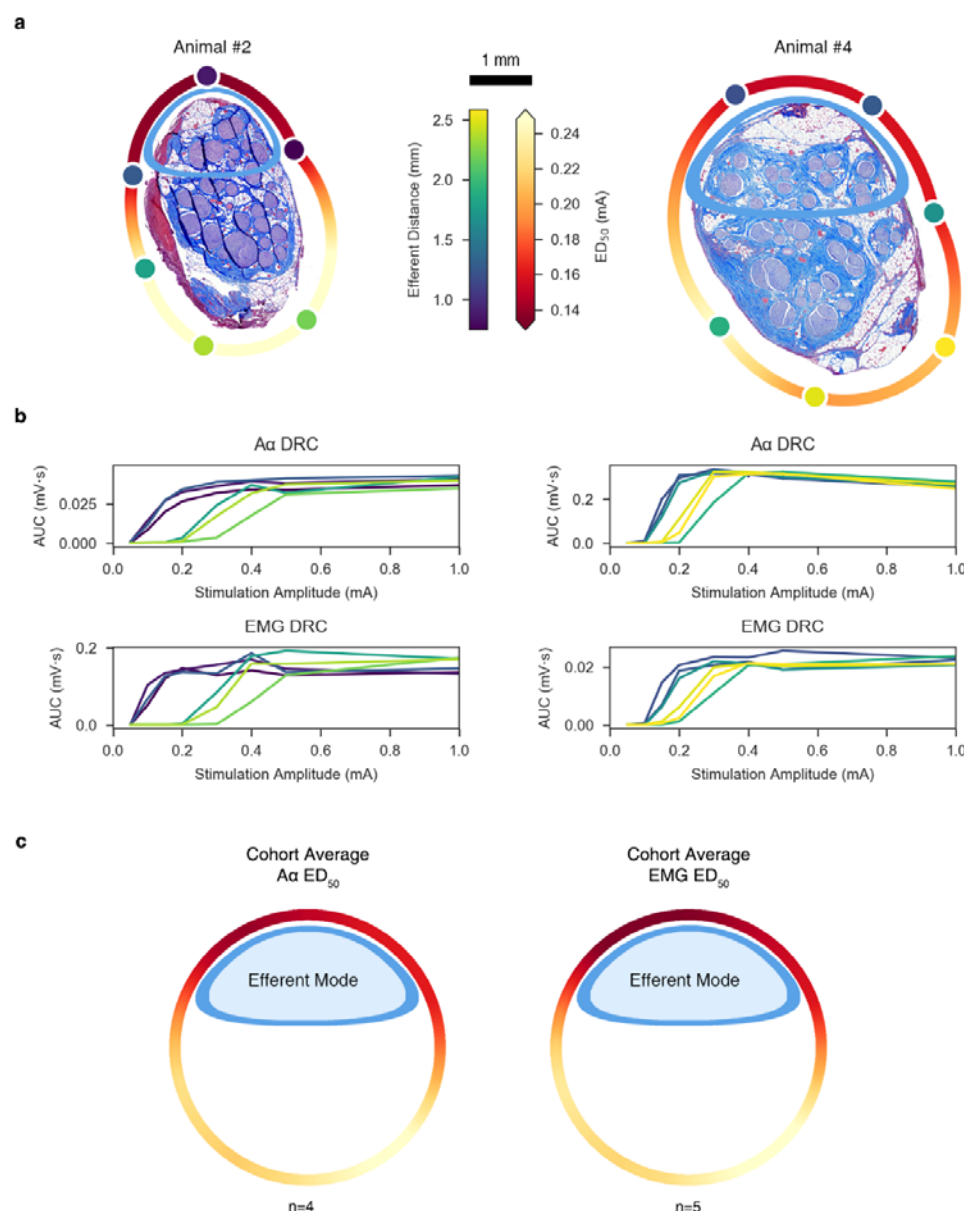 a
Animal #2
1 mm
Animal #4
2.5
2.0
1.5
1.0
Efferent Distance (mm)
0.24
0.22
0.20
0.18
0.16
0.14
ED50 (mA)
b
Aα DRC
0.025
0.000
AUC (mV·s)
0.0 0.2 0.4 0.6 0.8 1.0
Stimulation Amplitude (mA)
Aα DRC
0.2
0.0
AUC (mV·s)
0.0 0.2 0.4 0.6 0.8 1.0
Stimulation Amplitude (mA)
EMG DRC
0.2
0.0
AUC (mV·s)
0.0 0.2 0.4 0.6 0.8 1.0
Stimulation Amplitude (mA)
EMG DRC
0.02
0.00
AUC (mV·s)
0.0 0.2 0.4 0.6 0.8 1.0
Stimulation Amplitude (mA)
c
Cohort Average
Aα ED50
Efferent Mode
n=4
Cohort Average
EMG ED50
Efferent Mode
n=5